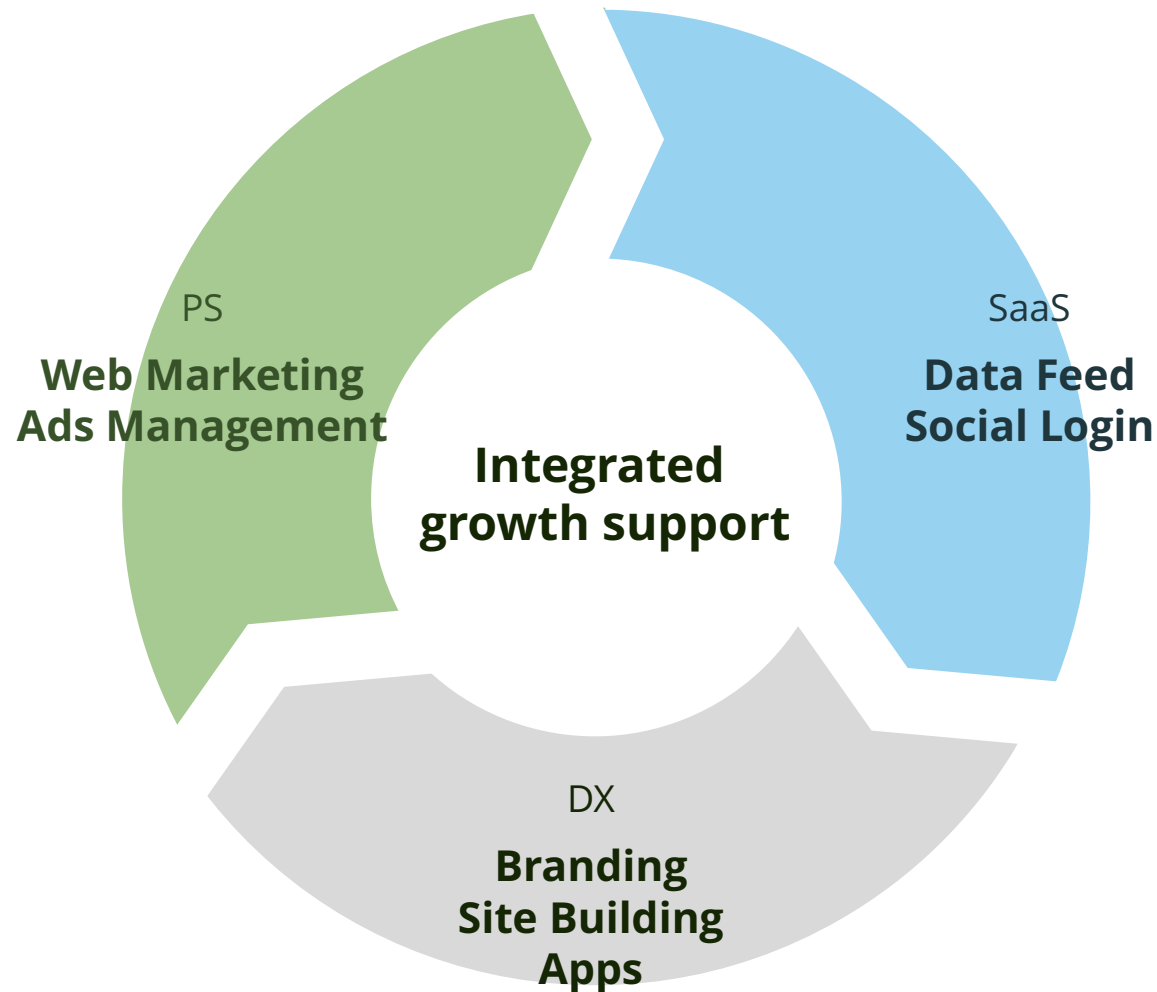 PS
Web Marketing
Ads Management
SaaS
Data Feed
Social Login
Integrated
growth support
DX
Branding
Site Building
Apps